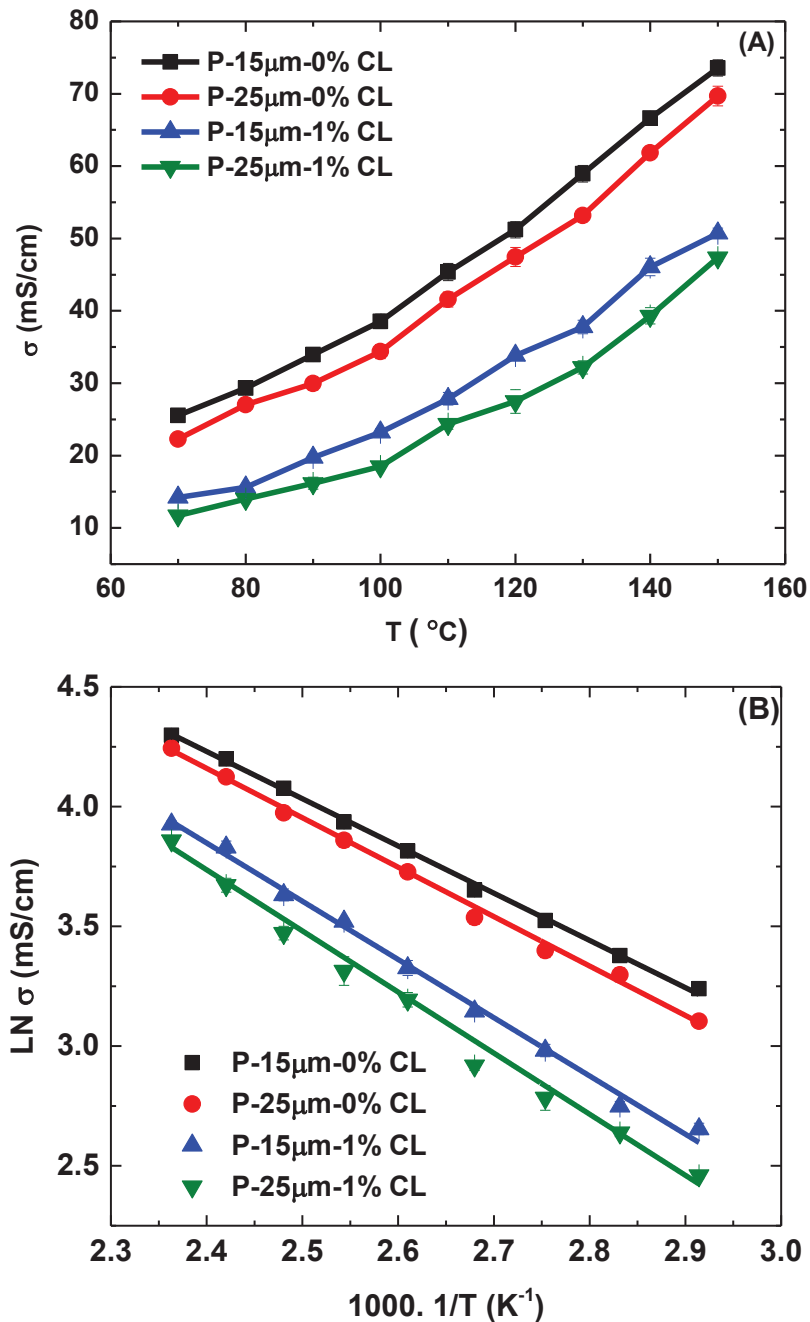 (A)
P-15μm-0% CL
P-25μm-0% CL
P-15μm-1% CL
P-25μm-1% CL
80
70
60
50
40
30
20
10
σ (mS/cm)
60 80 100 120 140 160
T ( °C)
(B)
4.5
4.0
3.5
3.0
2.5
LN σ (mS/cm)
P-15μm-0% CL
P-25μm-0% CL
P-15μm-1% CL
P-25μm-1% CL
2.3 2.4 2.5 2.6 2.7 2.8 2.9 3.0
1000. 1/T (K⁻¹)